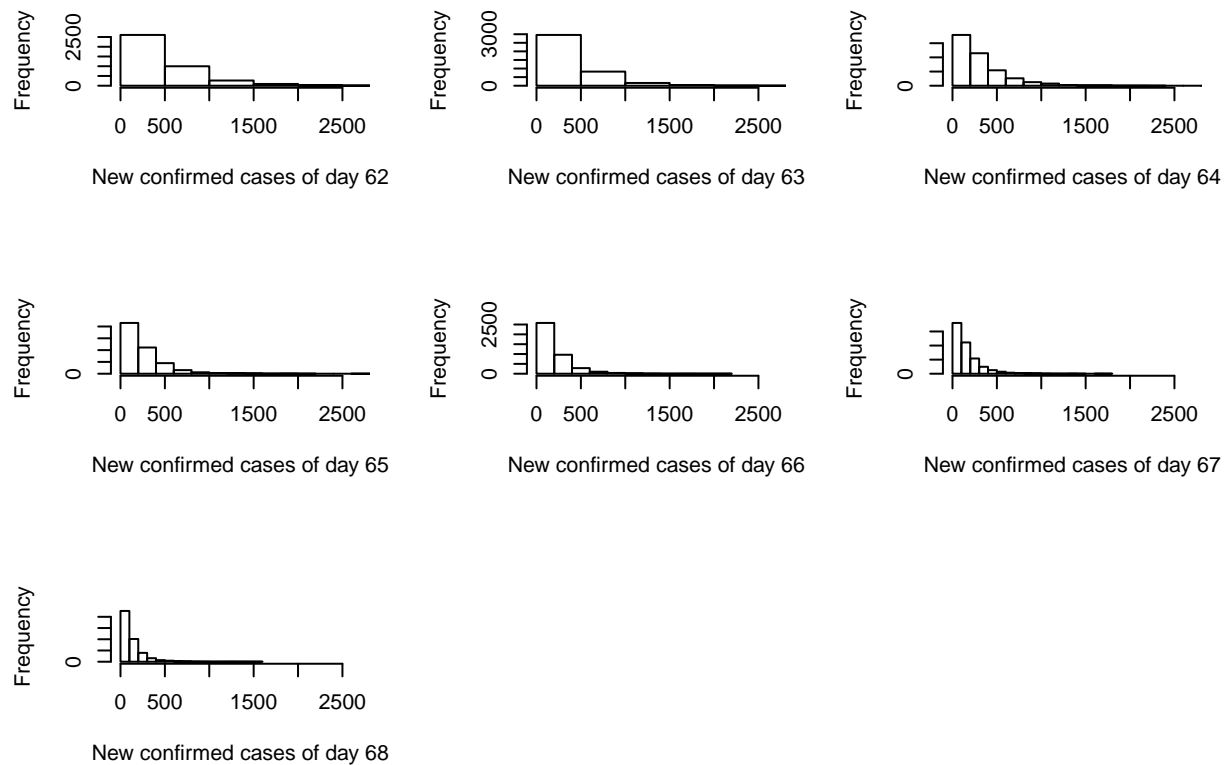 Frequency
0 2500
0 500 1500 2500
New confirmed cases of day 62
Frequency
0 3000
0 500 1500 2500
New confirmed cases of day 63
Frequency
0
0 500 1500 2500
New confirmed cases of day 64
Frequency
0
0 500 1500 2500
New confirmed cases of day 65
Frequency
0 2500
0 500 1500 2500
New confirmed cases of day 66
Frequency
0
0 500 1500 2500
New confirmed cases of day 67
Frequency
0
0 500 1500 2500
New confirmed cases of day 68